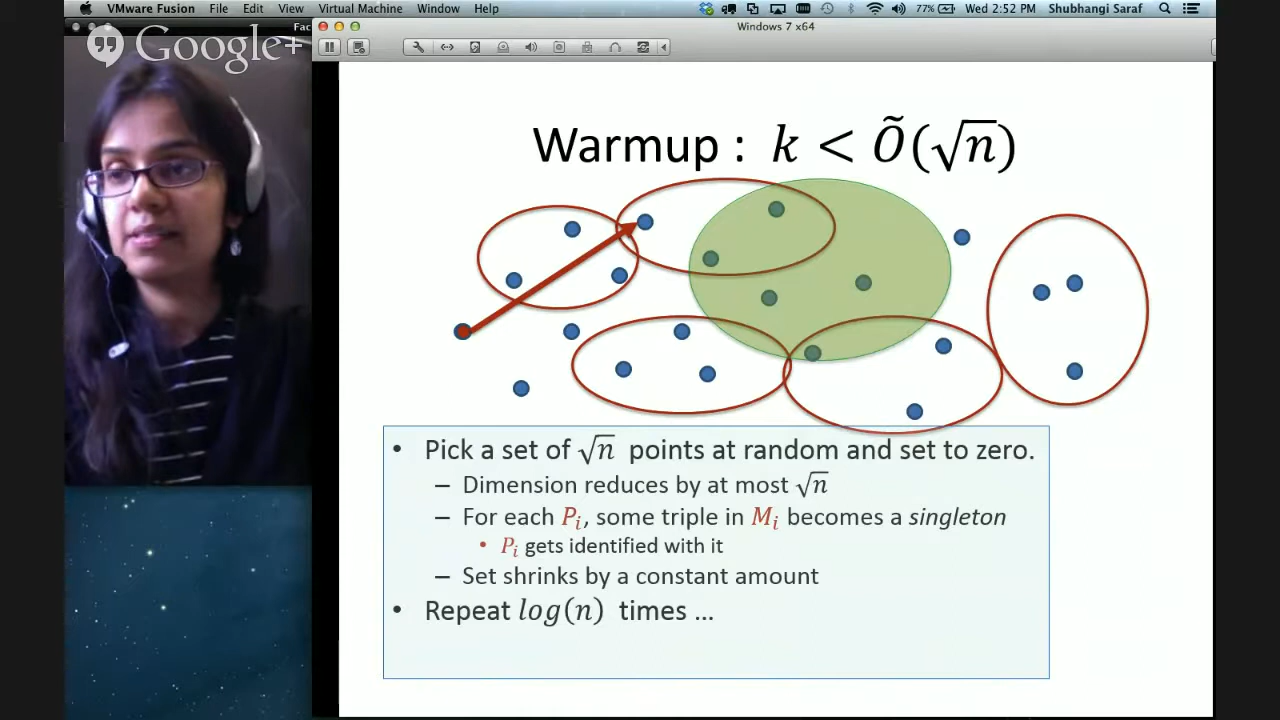 VMware Fusion File Edit View Virtual Machine Window Help 77% Wed 2:52 PM Shubhangi Saraf
Fac
Windows 7 x64
Google+
Warmup : k < Õ(√n)
• Pick a set of √n points at random and set to zero.
– Dimension reduces by at most √n
– For each Pᵢ, some triple in Mᵢ becomes a singleton
• Pᵢ gets identified with it
– Set shrinks by a constant amount
• Repeat log(n) times ...